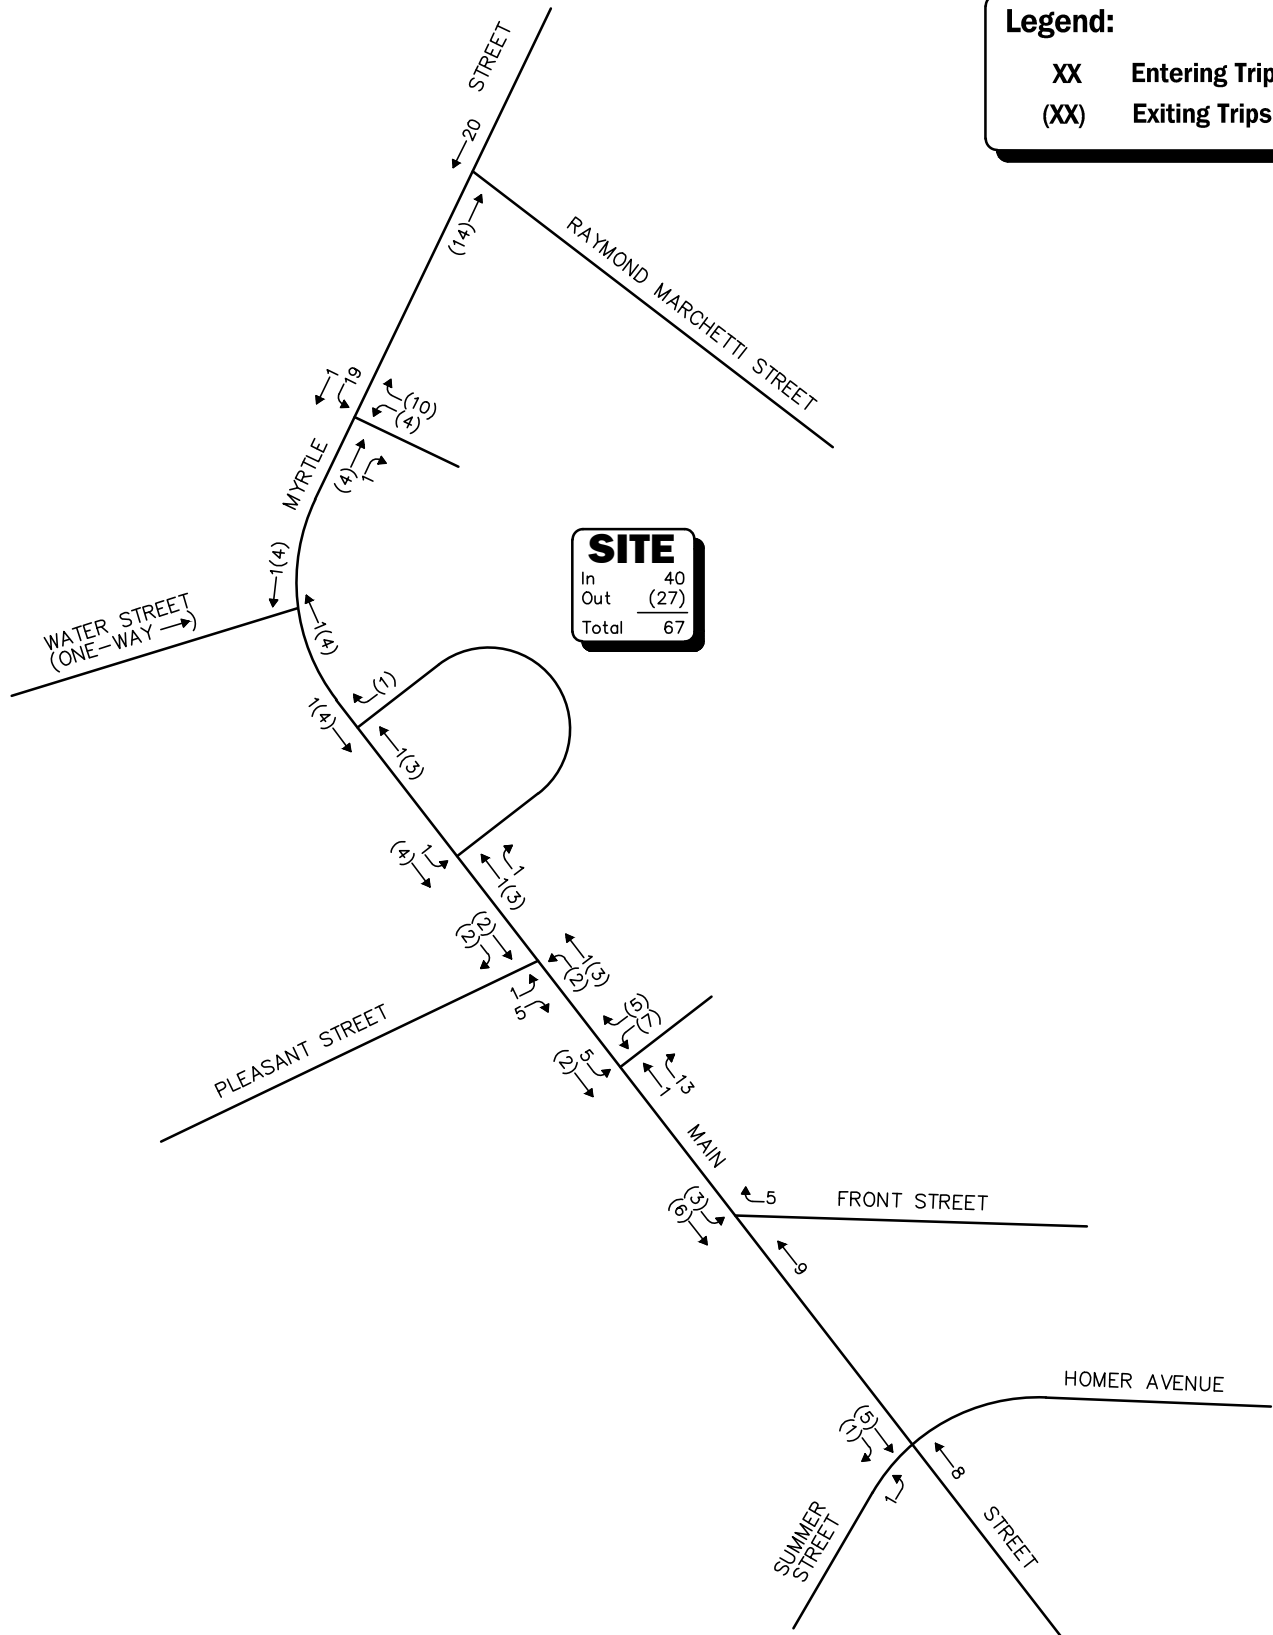 Legend:
XX Entering Trip
(XX) Exiting Trips
STREET
20
(14)
RAYMOND MARCHETTI STREET
1
19
(10)
(4)
MYRTLE
(4)
1
1(4)
SITE
In 40
Out (27)
Total 67
WATER STREET
(ONE-WAY →)
1(4)
(1)
1(4)
1(3)
(4)
1
1
1(3)
(2)
(2)
1(3)
(2)
1
5
(5)
(7)
PLEASANT STREET
(2)
5
13
1
MAIN
(3)
(6)
5
FRONT STREET
9
HOMER AVENUE
(5)
(1)
8
1
SUMMER
STREET
STREET